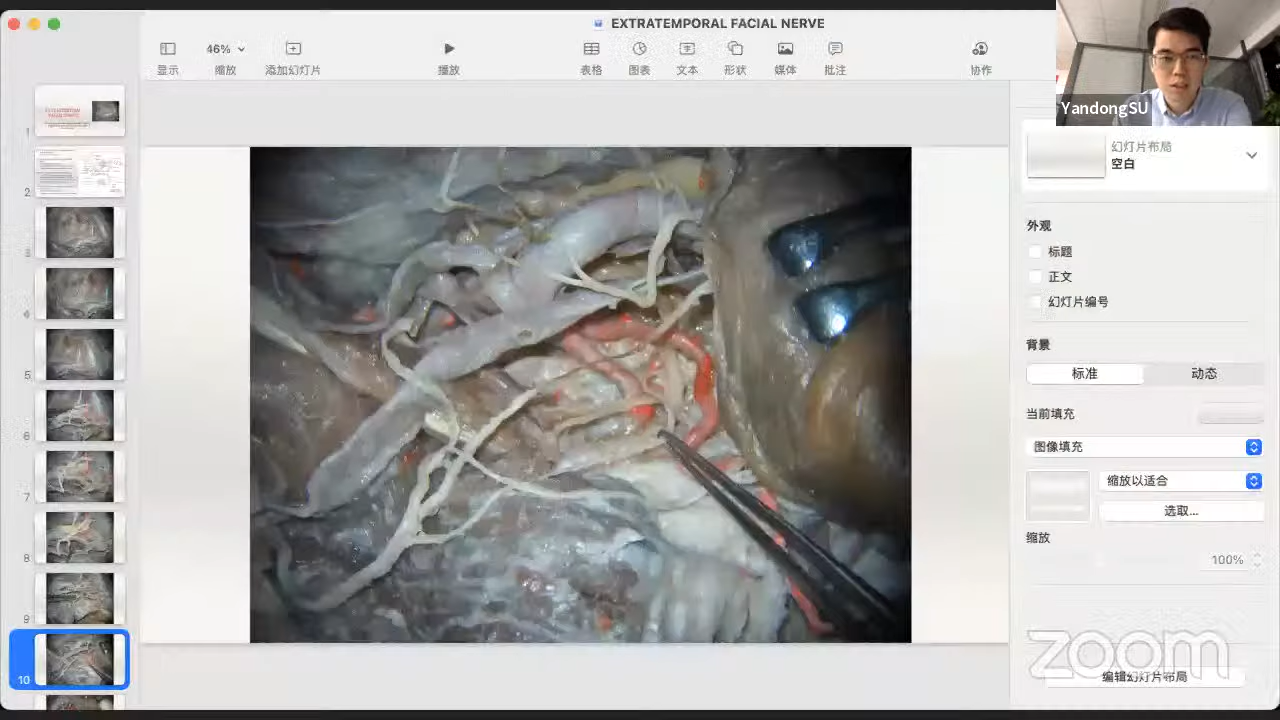 EXTRATEMPORAL FACIAL NERVE
46%
显示
缩放
添加幻灯片
播放
表格
图表
文本
形状
媒体
批注
协作
YandongSU
幻灯片布局
空白
外观
标题
正文
幻灯片编号
背景
标准
动态
当前填充
图像填充
缩放以适合
选取...
缩放
100%
编辑幻灯片布局
zoom
1
2
3
4
5
6
7
8
9
10